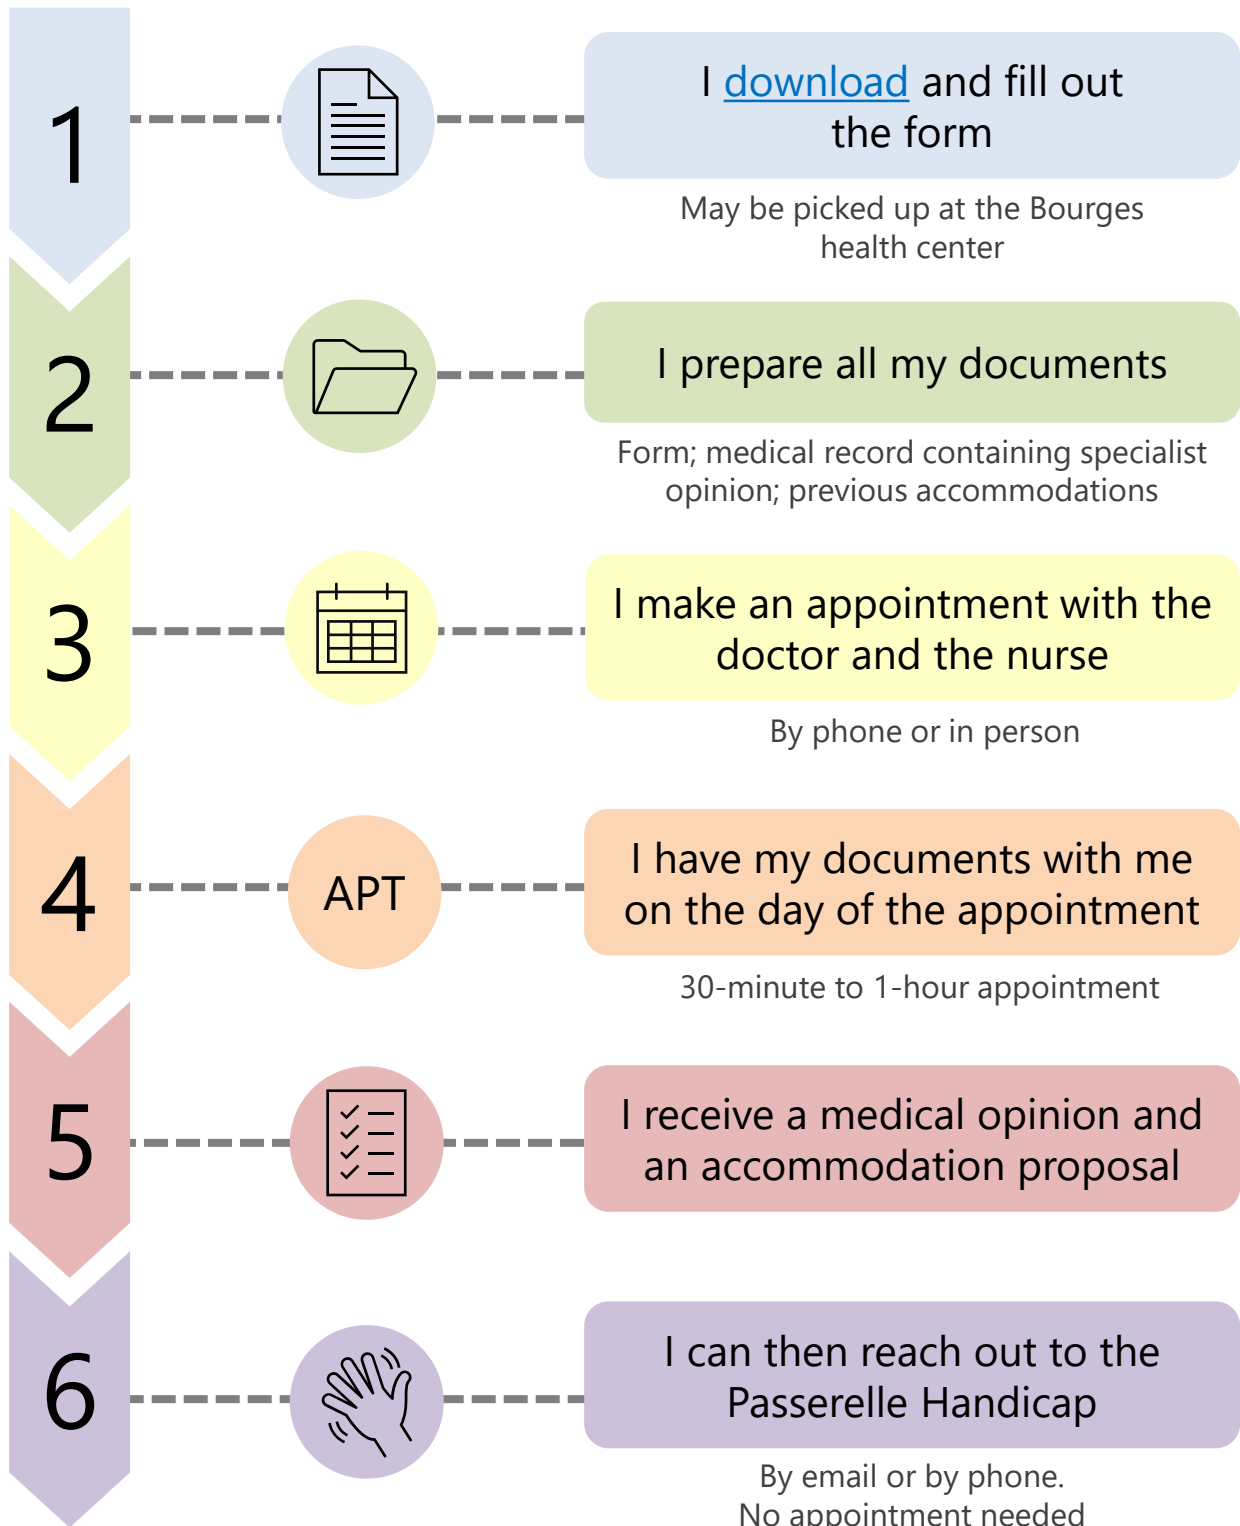 1
I download and fill out
the form
May be picked up at the Bourges
health center
2
I prepare all my documents
Form; medical record containing specialist
opinion; previous accommodations
3
I make an appointment with the
doctor and the nurse
By phone or in person
4
APT
I have my documents with me
on the day of the appointment
30-minute to 1-hour appointment
5
I receive a medical opinion and
an accommodation proposal
6
I can then reach out to the
Passerelle Handicap
By email or by phone.
No appointment needed